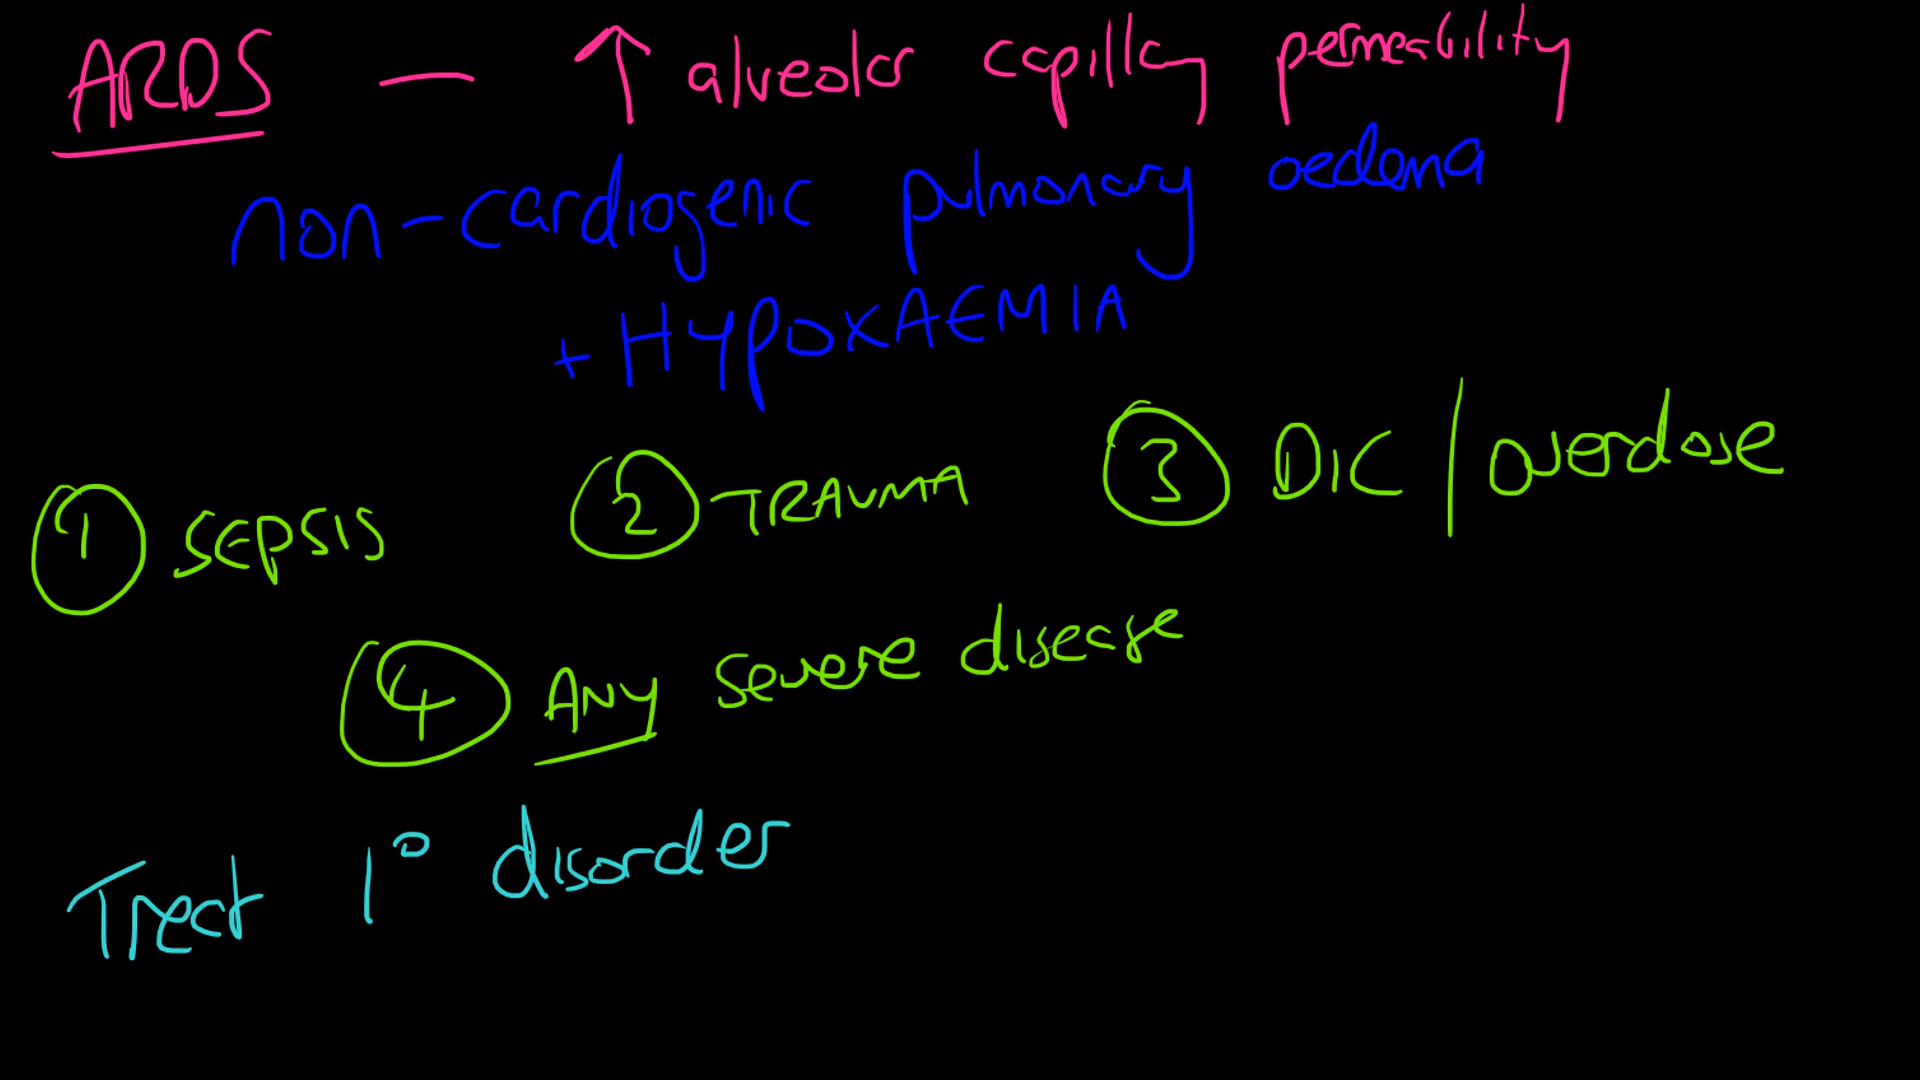 ARDS — ↑ alveolar capillary permeability
non-cardiogenic pulmonary oedema
+ HYPOXAEMIA
① SEPSIS ② TRAUMA ③ DIC / overdose
④ ANY severe disease
Treat 1° disorder